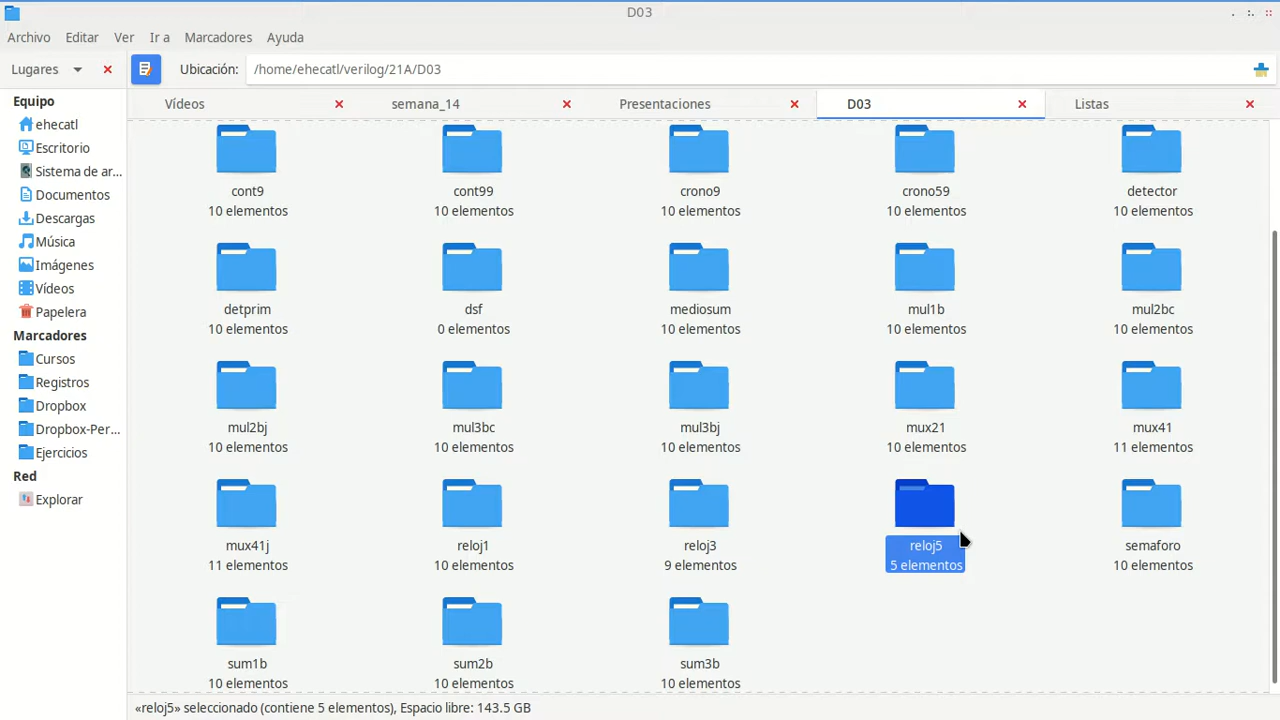 D03
Archivo Editar Ver Ir a Marcadores Ayuda
Lugares Ubicación: /home/ehecatl/verilog/21A/D03
Vídeos semana_14 Presentaciones D03 Listas
Equipo
ehecatl
Escritorio
Sistema de ar...
Documentos
Descargas
Música
Imágenes
Vídeos
Papelera
Marcadores
Cursos
Registros
Dropbox
Dropbox-Per...
Ejercicios
Red
Explorar
cont9 cont99 crono9 crono59 detector
10 elementos 10 elementos 10 elementos 10 elementos 10 elementos
detprim dsf mediosum mul1b mul2bc
10 elementos 0 elementos 10 elementos 10 elementos 10 elementos
mul2bj mul3bc mul3bj mux21 mux41
10 elementos 10 elementos 10 elementos 10 elementos 11 elementos
mux41j reloj1 reloj3 reloj5 semaforo
11 elementos 10 elementos 9 elementos 5 elementos 10 elementos
sum1b sum2b sum3b
10 elementos 10 elementos 10 elementos
«reloj5» seleccionado (contiene 5 elementos), Espacio libre: 143.5 GB